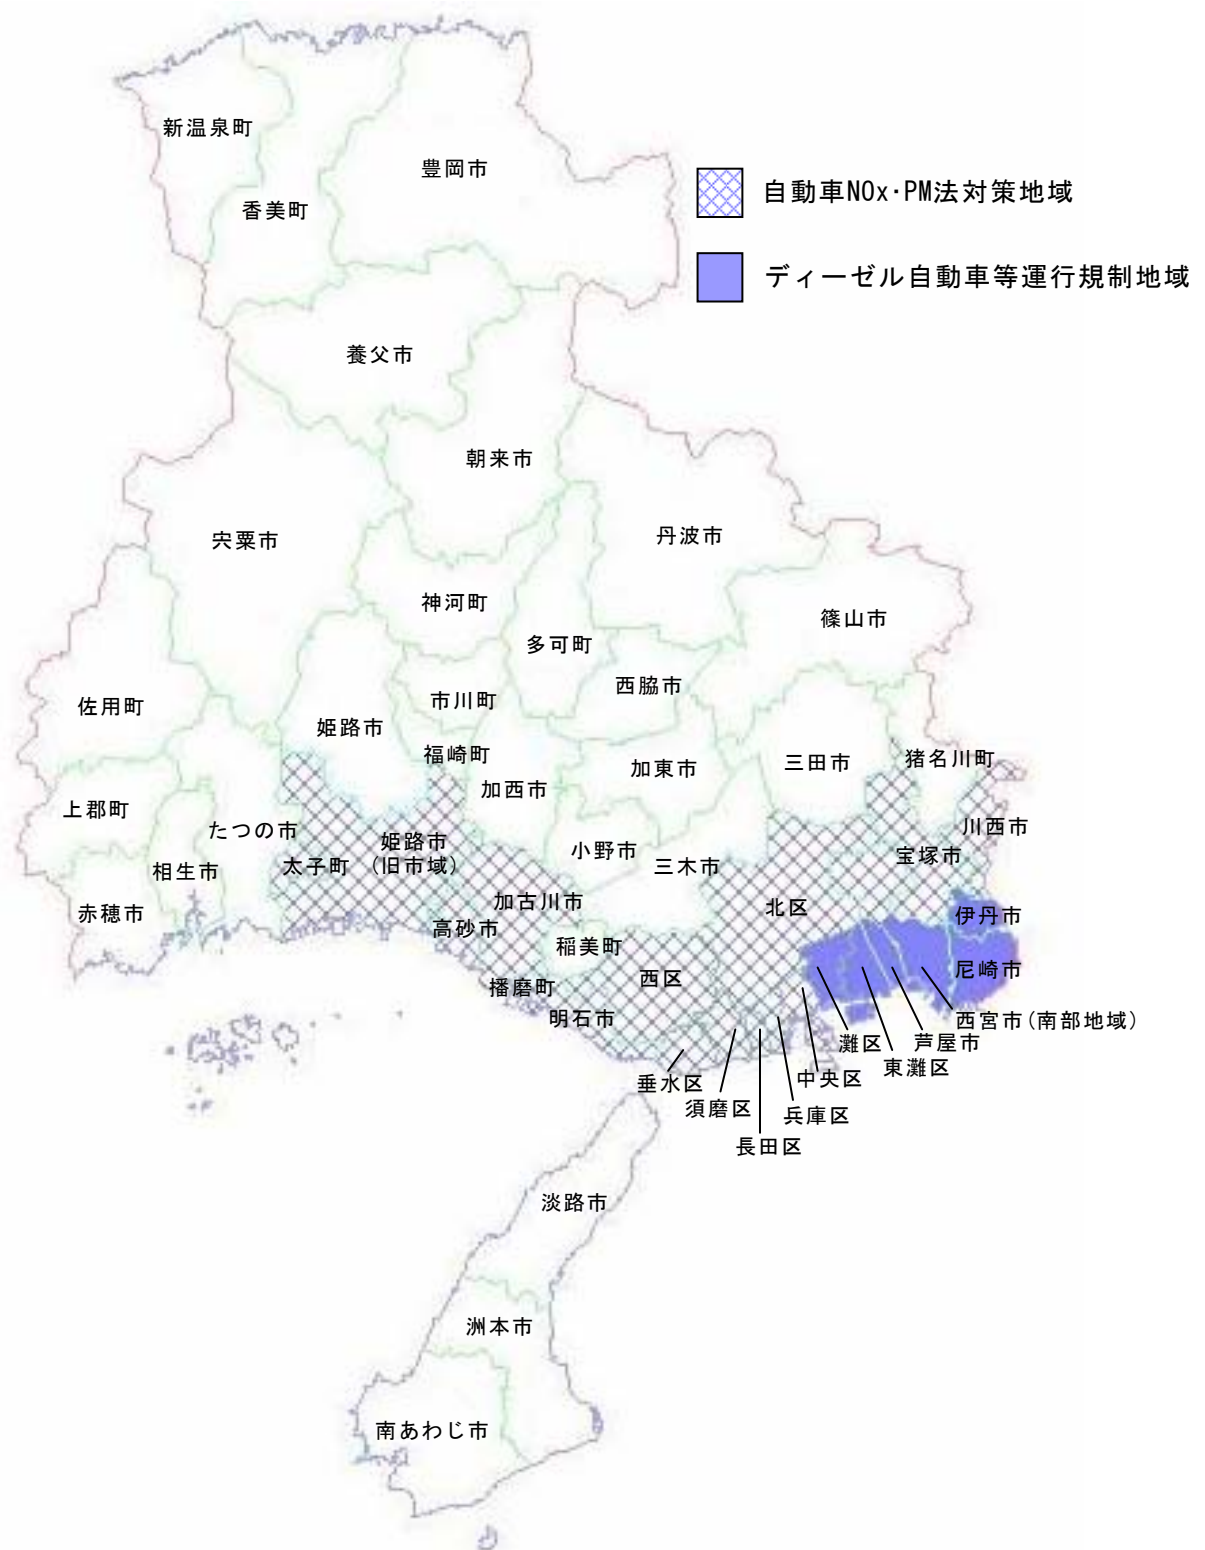 新温泉町
豊岡市
香美町
自動車NOx・PM法対策地域
ディーゼル自動車等運行規制地域
養父市
朝来市
宍粟市
丹波市
神河町
篠山市
多可町
西脇市
市川町
佐用町
姫路市
福崎町
加東市
三田市
猪名川町
加西市
上郡町
たつの市
川西市
姫路市
(旧市域)
小野市
宝塚市
太子町
三木市
相生市
加古川市
北区
赤穂市
高砂市
伊丹市
稲美町
尼崎市
西区
播磨町
明石市
西宮市(南部地域)
灘区
芦屋市
東灘区
中央区
垂水区
須磨区
兵庫区
長田区
淡路市
洲本市
南あわじ市